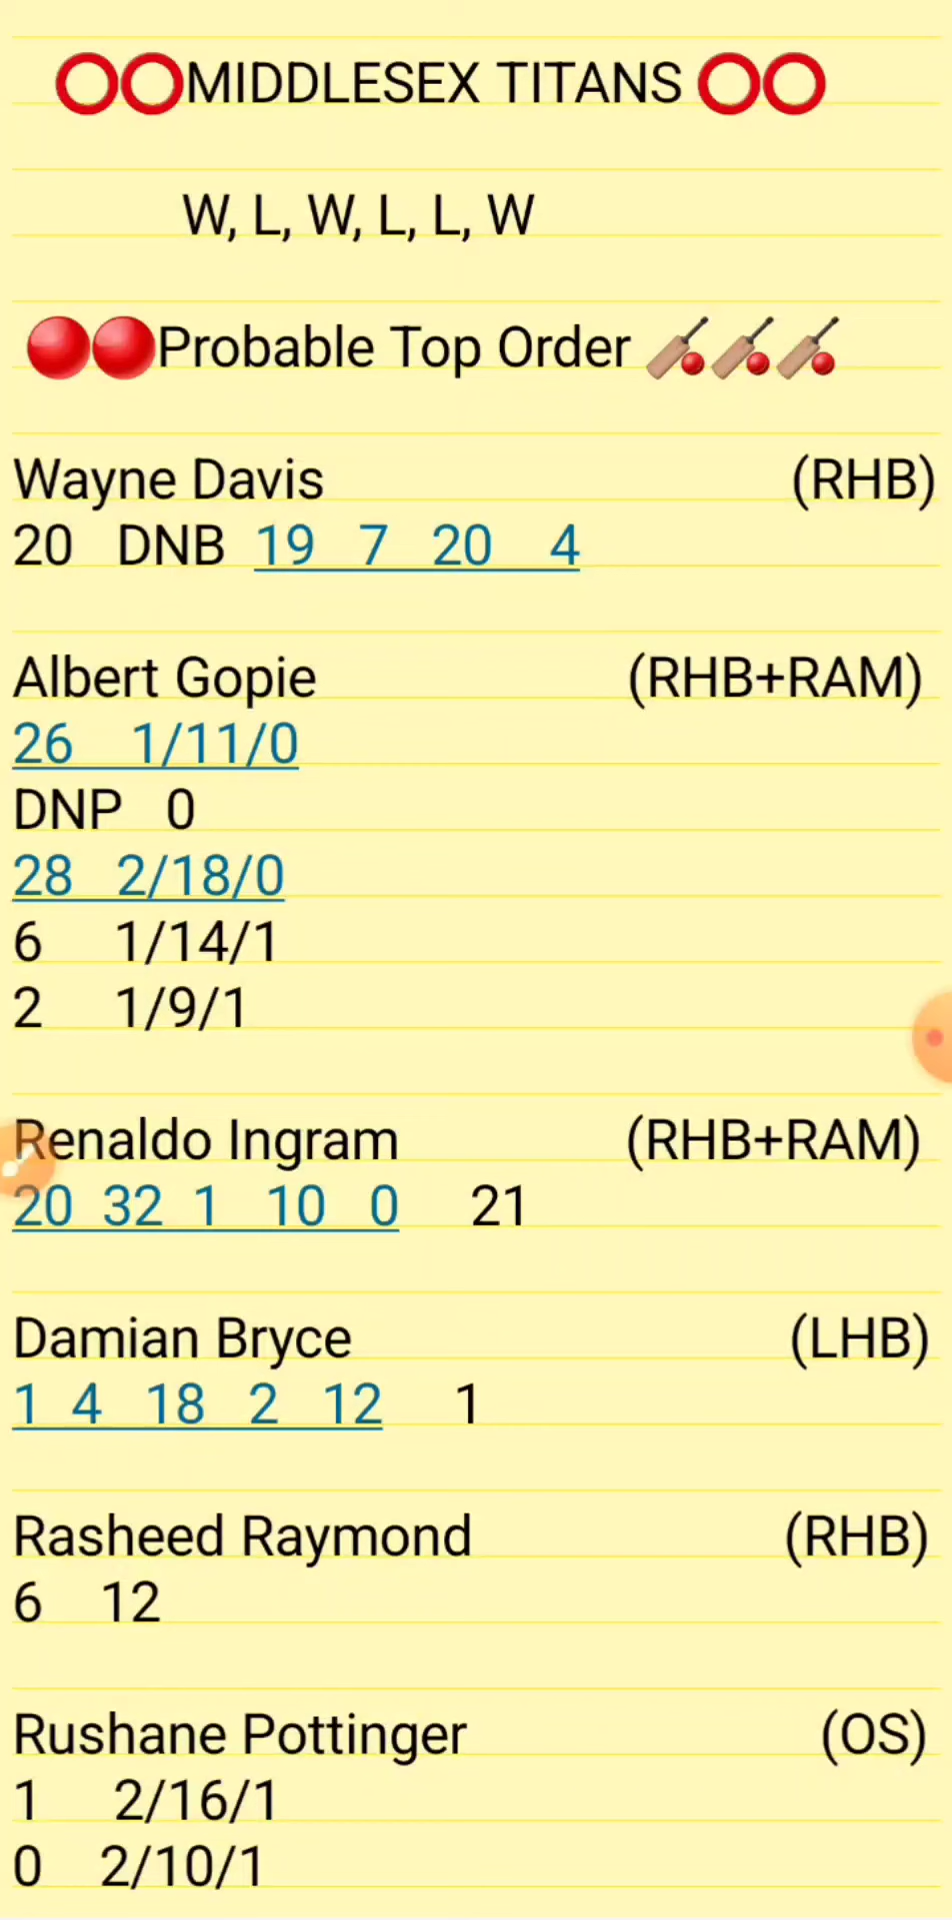 ⭕⭕MIDDLESEX TITANS ⭕⭕
W, L, W, L, L, W
🔴🔴Probable Top Order 🏏🏏🏏
Wayne Davis (RHB)
20 DNB 19 7 20 4
Albert Gopie (RHB+RAM)
26 1/11/0
DNP 0
28 2/18/0
6 1/14/1
2 1/9/1
Renaldo Ingram (RHB+RAM)
20 32 1 10 0 21
Damian Bryce (LHB)
1 4 18 2 12 1
Rasheed Raymond (RHB)
6 12
Rushane Pottinger (OS)
1 2/16/1
0 2/10/1